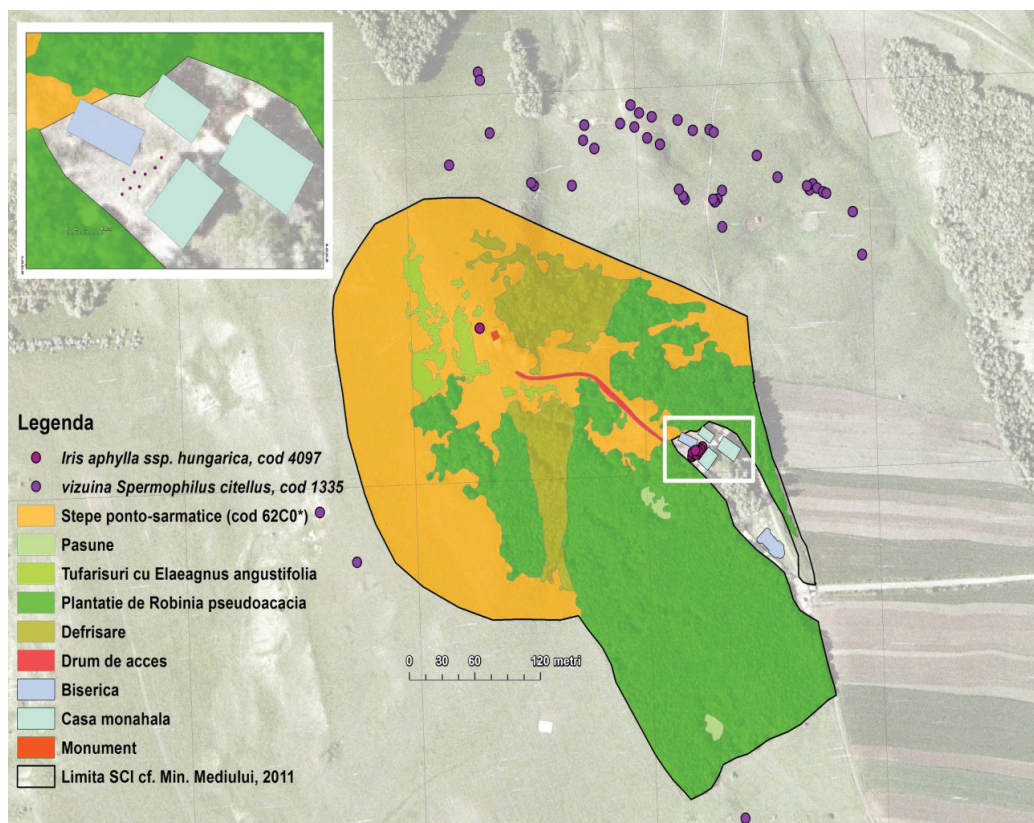 Legenda
Iris aphylla ssp. hungarica, cod 4097
vizuina Spermophilus citellus, cod 1335
Stepe ponto-sarmatice (cod 62C0*)
Pasune
Tufarisuri cu Elaeagnus angustifolia
Plantatie de Robinia pseudoacacia
Defrisare
Drum de acces
Biserica
Casa monahala
Monument
Limita SCI cf. Min. Mediului, 2011
0 30 60 120 metri